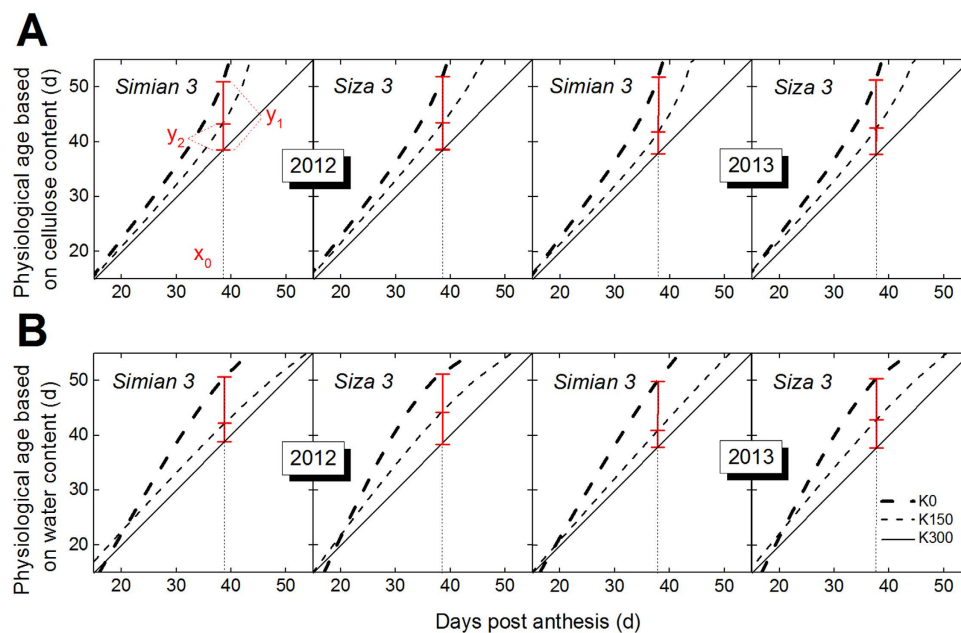 A
Physiological age based
on cellulose content (d)
50
40
30
20
Simian 3
Siza 3
Simian 3
Siza 3
y2
y1
x0
2012
2013
20 30 40 50 20 30 40 50 20 30 40 50 20 30 40 50
B
Physiological age based
on water content (d)
50
40
30
20
Simian 3
Siza 3
Simian 3
Siza 3
2012
2013
K0
K150
K300
20 30 40 50 20 30 40 50 20 30 40 50 20 30 40 50
Days post anthesis (d)